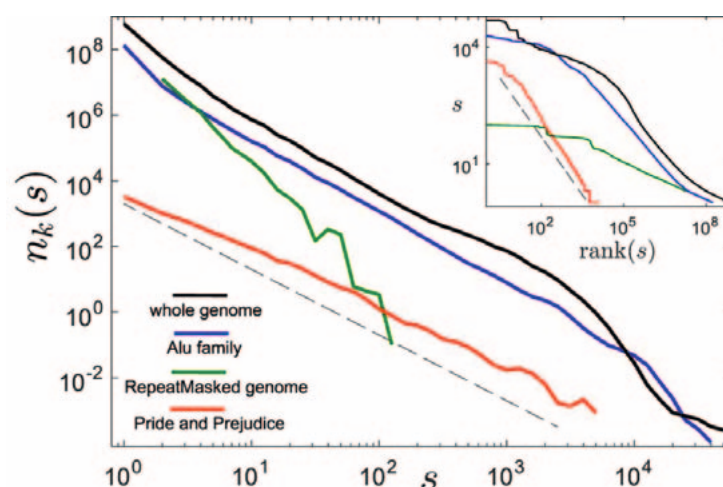 10^8
10^6
10^4
10^2
10^0
10^-2
n_k(s)
whole genome
Alu family
RepeatMasked genome
Pride and Prejudice
10^0 10^1 10^2 s 10^3 10^4
10^4
s
10^1
10^2 10^5 10^8
rank(s)